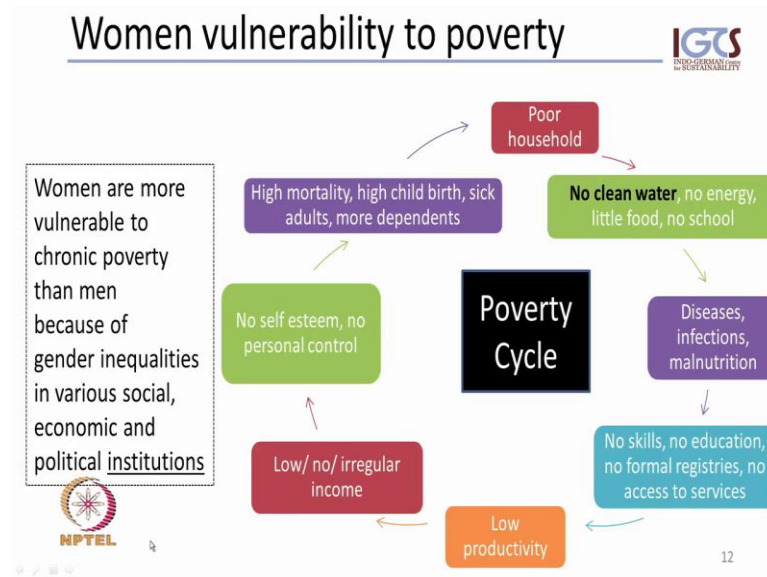 Women vulnerability to poverty
IGCS
INDO-GERMAN Centre
for SUSTAINABILITY
Women are more
vulnerable to
chronic poverty
than men
because of
gender inequalities
in various social,
economic and
political institutions
Poor
household
No clean water, no energy,
little food, no school
Diseases,
infections,
malnutrition
No skills, no education,
no formal registries, no
access to services
Low
productivity
Low/ no/ irregular
income
No self esteem, no
personal control
High mortality, high child birth, sick
adults, more dependents
Poverty
Cycle
NPTEL
12